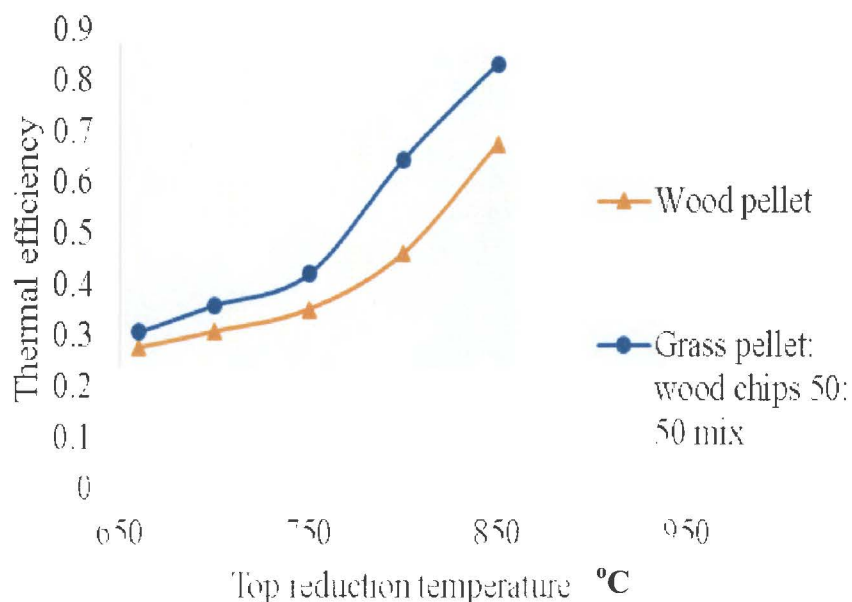 0.9
0.8
0.7
0.6
0.5
0.4
0.3
0.2
0.1
0
Thermal efficiency
650 750 850 950
Top reduction temperature °C
Wood pellet
Grass pellet:
wood chips 50:
50 mix